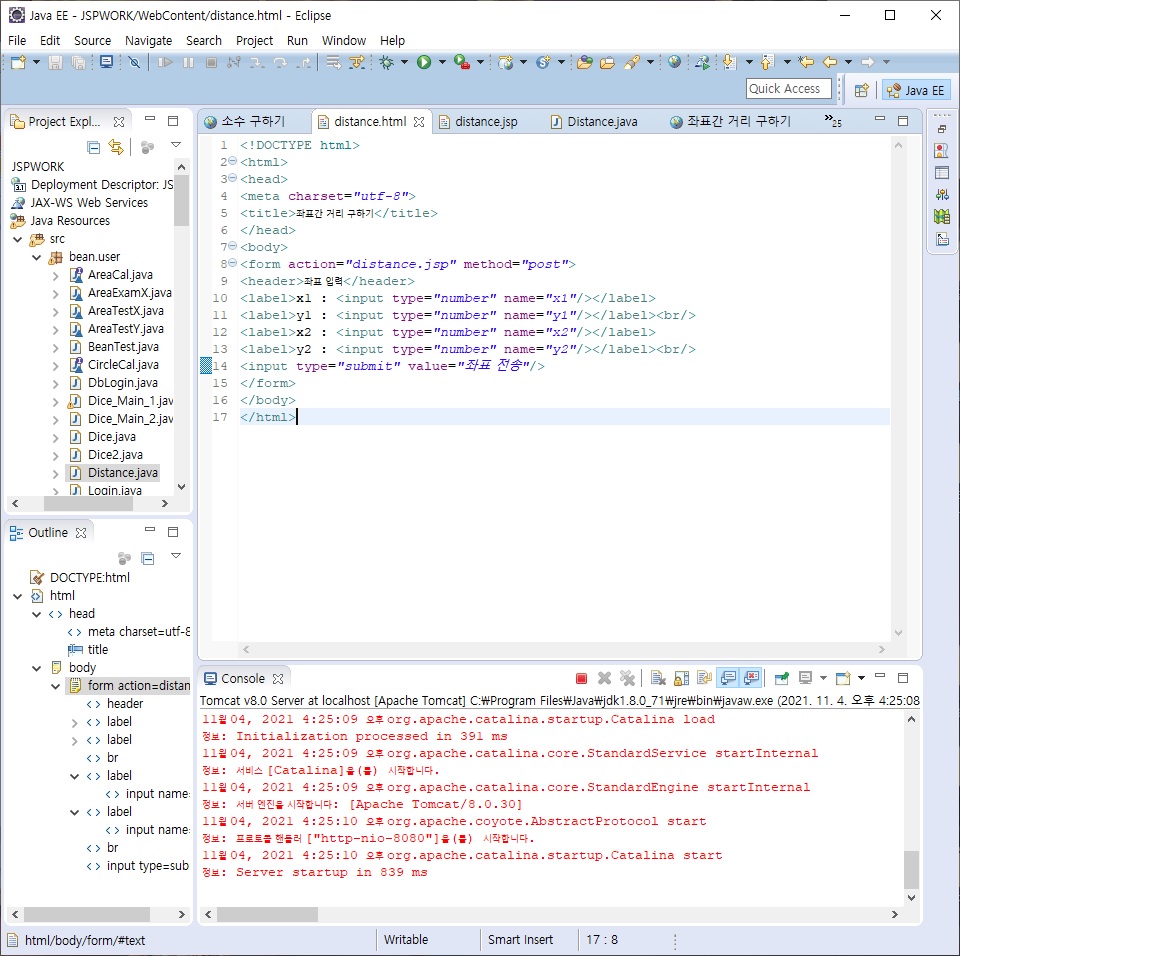 Java EE - JSPWORK/WebContent/distance.html - Eclipse
File Edit Source Navigate Search Project Run Window Help
Quick Access
Java EE
Project Expl...
JSPWORK
Deployment Descriptor: JS
JAX-WS Web Services
Java Resources
src
bean.user
AreaCal.java
AreaExamX.java
AreaTestX.java
AreaTestY.java
BeanTest.java
CircleCal.java
DbLogin.java
Dice_Main_1.jav
Dice_Main_2.jav
Dice.java
Dice2.java
Distance.java
Login.java
Outline
DOCTYPE:html
html
head
meta charset=utf-8
title
body
form action=distan
header
label
label
br
label
input name:
label
input name:
br
input type=sub
소수 구하기 distance.html distance.jsp Distance.java 좌표간 거리 구하기 »25
1 <!DOCTYPE html>
2 <html>
3 <head>
4 <meta charset="utf-8">
5 <title>좌표간 거리 구하기</title>
6 </head>
7 <body>
8 <form action="distance.jsp" method="post">
9 <header>좌표 입력</header>
10 <label>x1 : <input type="number" name="x1"/></label>
11 <label>y1 : <input type="number" name="y1"/></label><br/>
12 <label>x2 : <input type="number" name="x2"/></label>
13 <label>y2 : <input type="number" name="y2"/></label><br/>
14 <input type="submit" value="좌표 전송"/>
15 </form>
16 </body>
17 </html>
Console
Tomcat v8.0 Server at localhost [Apache Tomcat] C:₩Program Files₩Java₩jdk1.8.0_71₩jre₩bin₩javaw.exe (2021. 11. 4. 오후 4:25:08
11월 04, 2021 4:25:09 오후 org.apache.catalina.startup.Catalina load
정보: Initialization processed in 391 ms
11월 04, 2021 4:25:09 오후 org.apache.catalina.core.StandardService startInternal
정보: 서비스 [Catalina]을(를) 시작합니다.
11월 04, 2021 4:25:09 오후 org.apache.catalina.core.StandardEngine startInternal
정보: 서버 엔진을 시작합니다: [Apache Tomcat/8.0.30]
11월 04, 2021 4:25:10 오후 org.apache.coyote.AbstractProtocol start
정보: 프로토콜 핸들러 ["http-nio-8080"]을(를) 시작합니다.
11월 04, 2021 4:25:10 오후 org.apache.catalina.startup.Catalina start
정보: Server startup in 839 ms
html/body/form/#text Writable Smart Insert 17 : 8